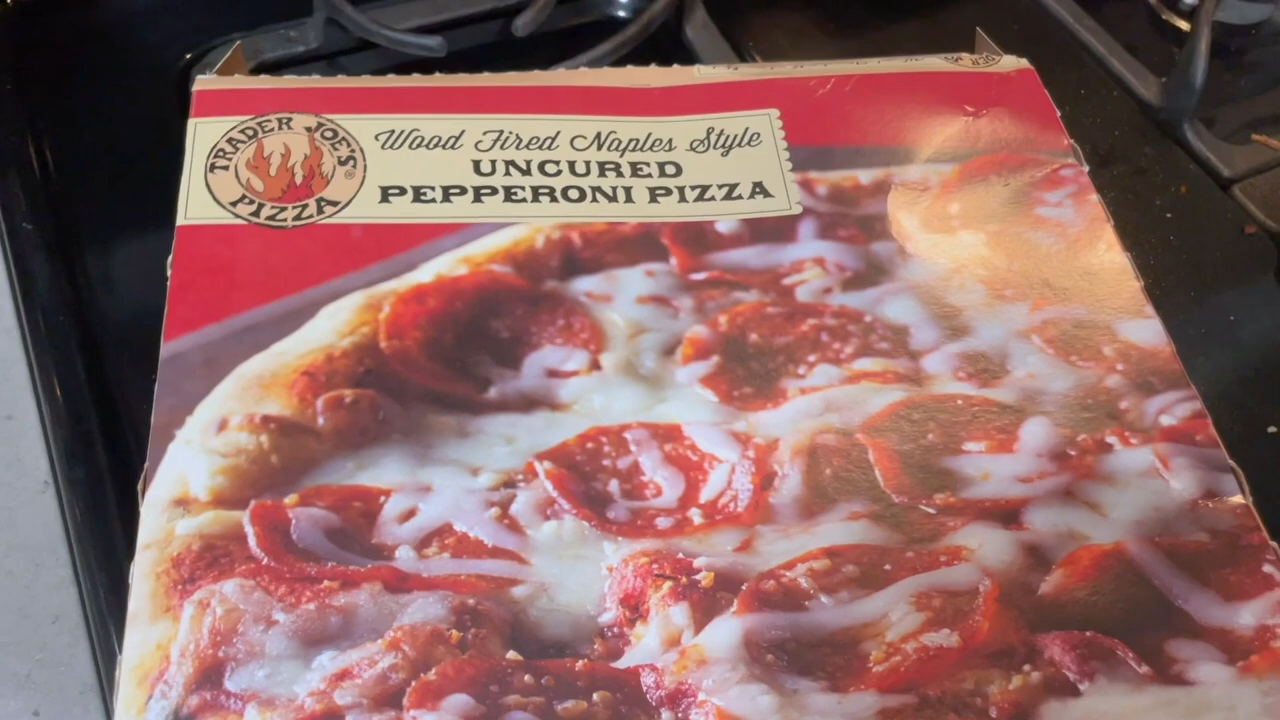 TRADER JOE'S®
PIZZA
Wood Fired Naples Style
UNCURED
PEPPERONI PIZZA